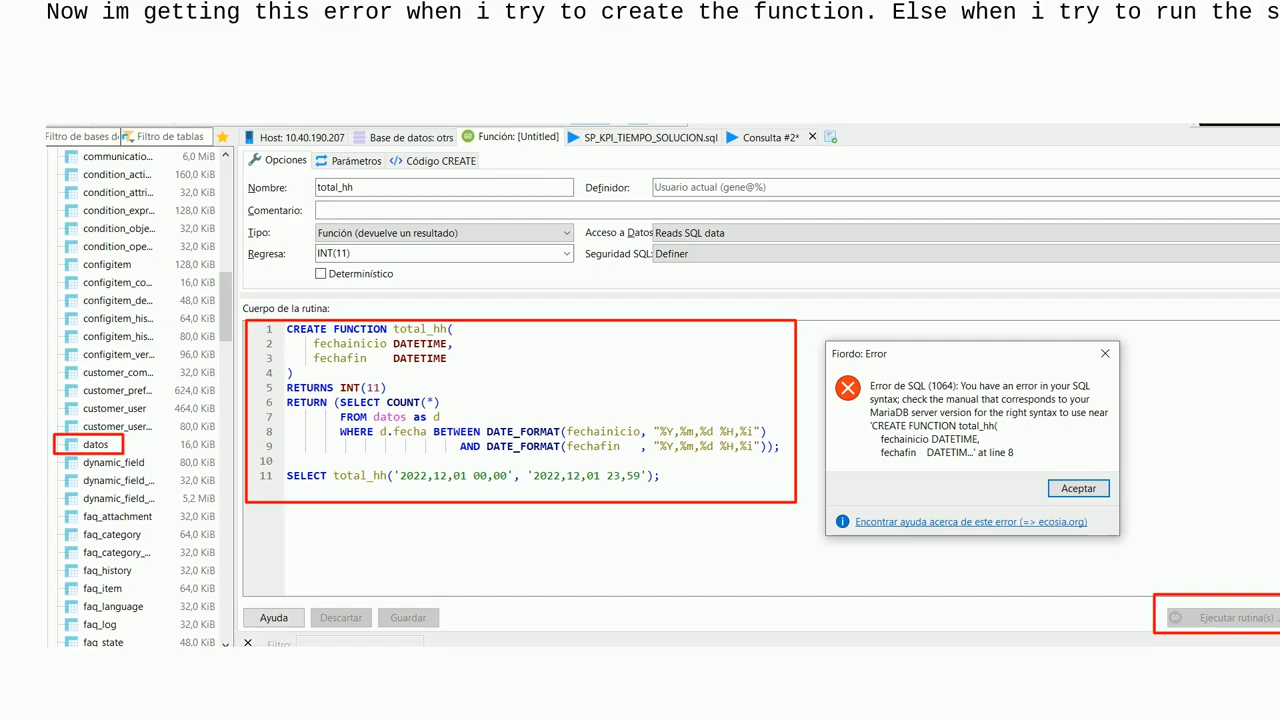 Now im getting this error when i try to create the function. Else when i try to run the s
Filtro de bases de
Filtro de tablas
Host: 10.40.190.207
Base de datos: otrs
Función: [Untitled]
SP_KPI_TIEMPO_SOLUCION.sql
Consulta #2*
communicatio... 6,0 MiB
condition_acti... 160,0 KiB
condition_attri... 32,0 KiB
condition_expr... 128,0 KiB
condition_obje... 32,0 KiB
condition_ope... 32,0 KiB
configitem 128,0 KiB
configitem_co... 16,0 KiB
configitem_de... 48,0 KiB
configitem_his... 64,0 KiB
configitem_his... 32,0 KiB
configitem_ver... 96,0 KiB
customer_com... 32,0 KiB
customer_pref... 624,0 KiB
customer_user 464,0 KiB
customer_user... 80,0 KiB
datos 16,0 KiB
dynamic_field 80,0 KiB
dynamic_field_... 32,0 KiB
dynamic_field_... 5,2 MiB
faq_attachment 32,0 KiB
faq_category 64,0 KiB
faq_category_... 32,0 KiB
faq_history 32,0 KiB
faq_item 64,0 KiB
faq_language 32,0 KiB
faq_log 32,0 KiB
faq_state 48,0 KiB
Opciones
Parámetros
Código CREATE
Nombre: total_hh
Definidor: Usuario actual (gene@%)
Comentario:
Tipo: Función (devuelve un resultado)
Acceso a Datos Reads SQL data
Regresa: INT(11)
Seguridad SQL: Definer
Determinístico
Cuerpo de la rutina:
1 CREATE FUNCTION total_hh(
2 fechainicio DATETIME,
3 fechafin DATETIME
4 )
5 RETURNS INT(11)
6 RETURN (SELECT COUNT(*)
7 FROM datos as d
8 WHERE d.fecha BETWEEN DATE_FORMAT(fechainicio, "%Y,%m,%d %H,%i")
9 AND DATE_FORMAT(fechafin , "%Y,%m,%d %H,%i"));
10
11 SELECT total_hh('2022,12,01 00,00', '2022,12,01 23,59');
Fiordo: Error
Error de SQL (1064): You have an error in your SQL
syntax; check the manual that corresponds to your
MariaDB server version for the right syntax to use near
'CREATE FUNCTION total_hh(
fechainicio DATETIME,
fechafin DATETIM...' at line 8
Aceptar
Encontrar ayuda acerca de este error (=> ecosia.org)
Ayuda
Descartar
Guardar
Ejecutar rutina(s) ...
Filtro: